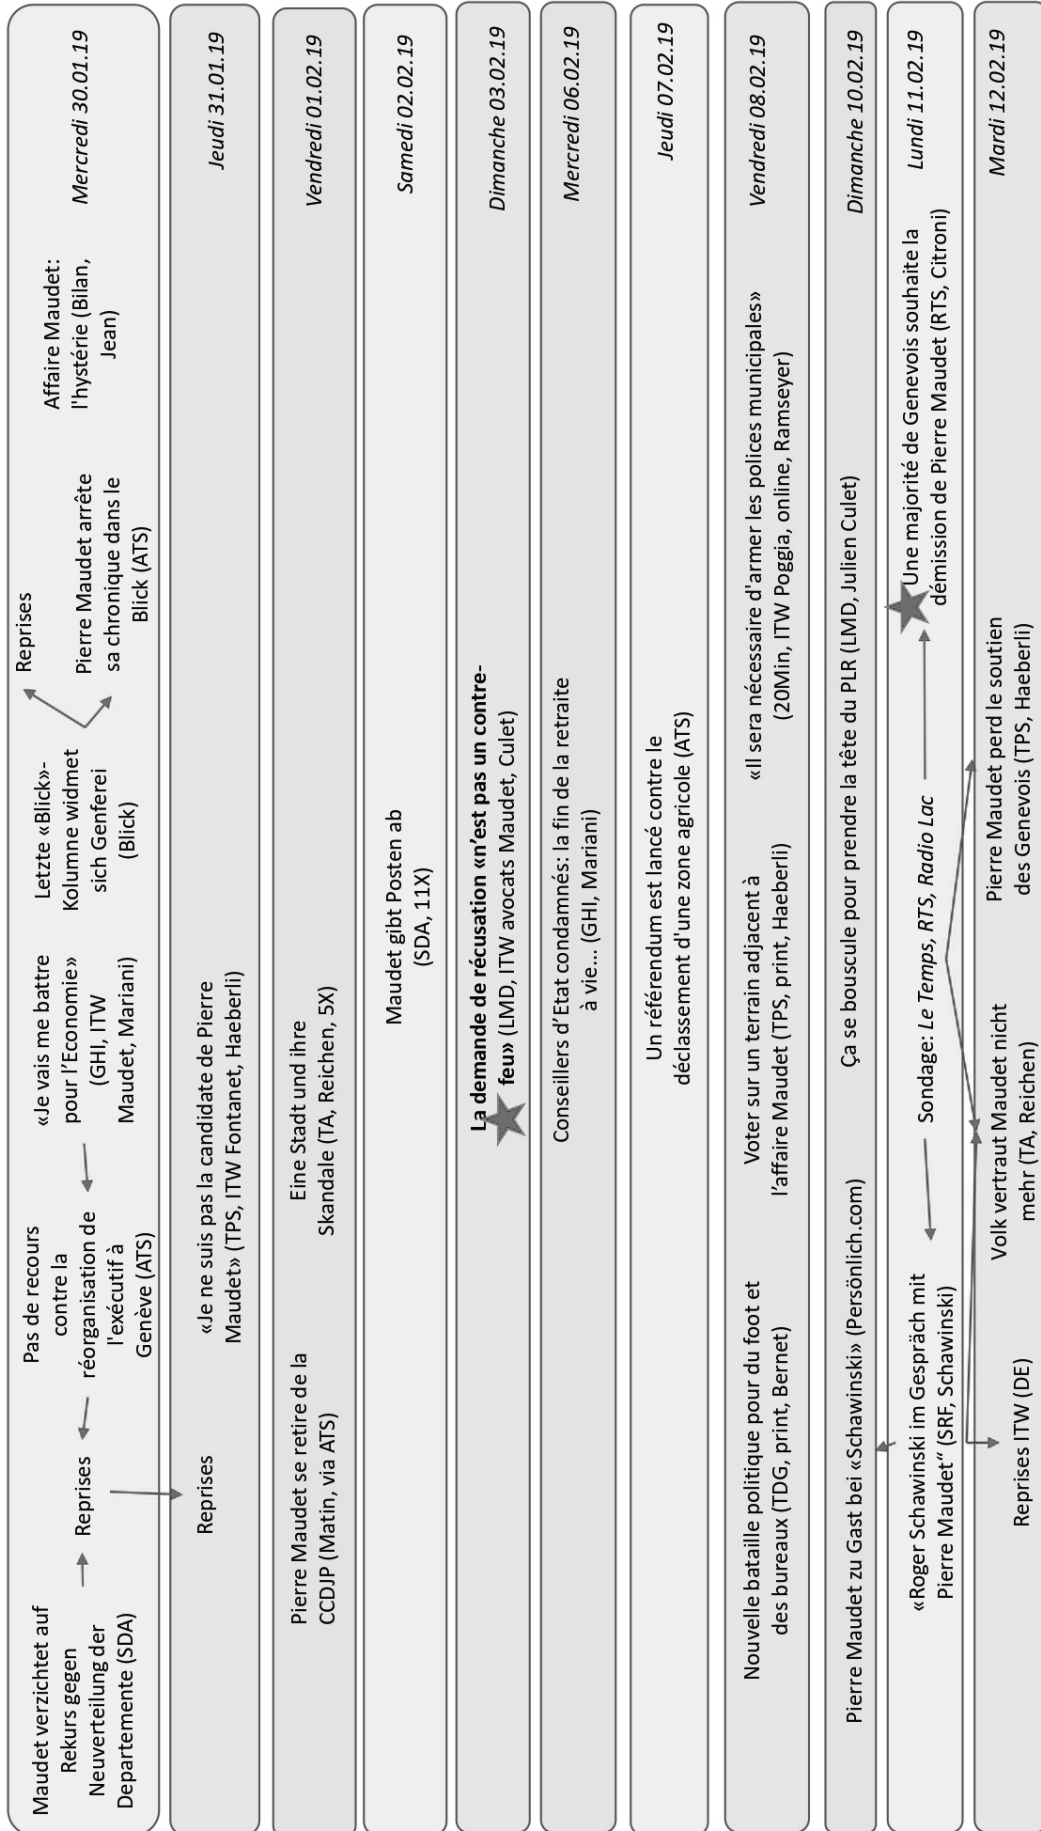 Maudet verzichtet auf
Rekurs gegen
Neuverteilung der
Departemente (SDA)
Reprises
Pas de recours
contre la
réorganisation de
l'exécutif à
Genève (ATS)
«Je vais me battre
pour l'Economie»
(GHI, ITW
Maudet, Mariani)
Letzte «Blick»-
Kolumne widmet
sich Genferei
(Blick)
Reprises
Pierre Maudet arrête
sa chronique dans le
Blick (ATS)
Affaire Maudet:
l'hystérie (Bilan,
Jean)
Mercredi 30.01.19
Reprises
«Je ne suis pas la candidate de Pierre
Maudet» (TPS, ITW Fontanet, Haeberli)
Jeudi 31.01.19
Pierre Maudet se retire de la
CCDJP (Matin, via ATS)
Eine Stadt und ihre
Skandale (TA, Reichen, 5X)
Vendredi 01.02.19
Maudet gibt Posten ab
(SDA, 11X)
Samedi 02.02.19
La demande de récusation «n’est pas un contre-
feu» (LMD, ITW avocats Maudet, Culet)
Dimanche 03.02.19
Conseillers d’Etat condamnés: la fin de la retraite
à vie... (GHI, Mariani)
Mercredi 06.02.19
Un référendum est lancé contre le
déclassement d'une zone agricole (ATS)
Jeudi 07.02.19
Nouvelle bataille politique pour du foot et
des bureaux (TDG, print, Bernet)
Voter sur un terrain adjacent à
l’affaire Maudet (TPS, print, Haeberli)
«Il sera nécessaire d'armer les polices municipales»
(20Min, ITW Poggia, online, Ramseyer)
Vendredi 08.02.19
Pierre Maudet zu Gast bei «Schawinski» (Persönlich.com)
Ça se bouscule pour prendre la tête du PLR (LMD, Julien Culet)
Dimanche 10.02.19
«Roger Schawinski im Gespräch mit
Pierre Maudet“ (SRF, Schawinski)
Sondage: Le Temps, RTS, Radio Lac
Une majorité de Genevois souhaite la
démission de Pierre Maudet (RTS, Citroni)
Lundi 11.02.19
Reprises ITW (DE)
Volk vertraut Maudet nicht
mehr (TA, Reichen)
Pierre Maudet perd le soutien
des Genevois (TPS, Haeberli)
Mardi 12.02.19